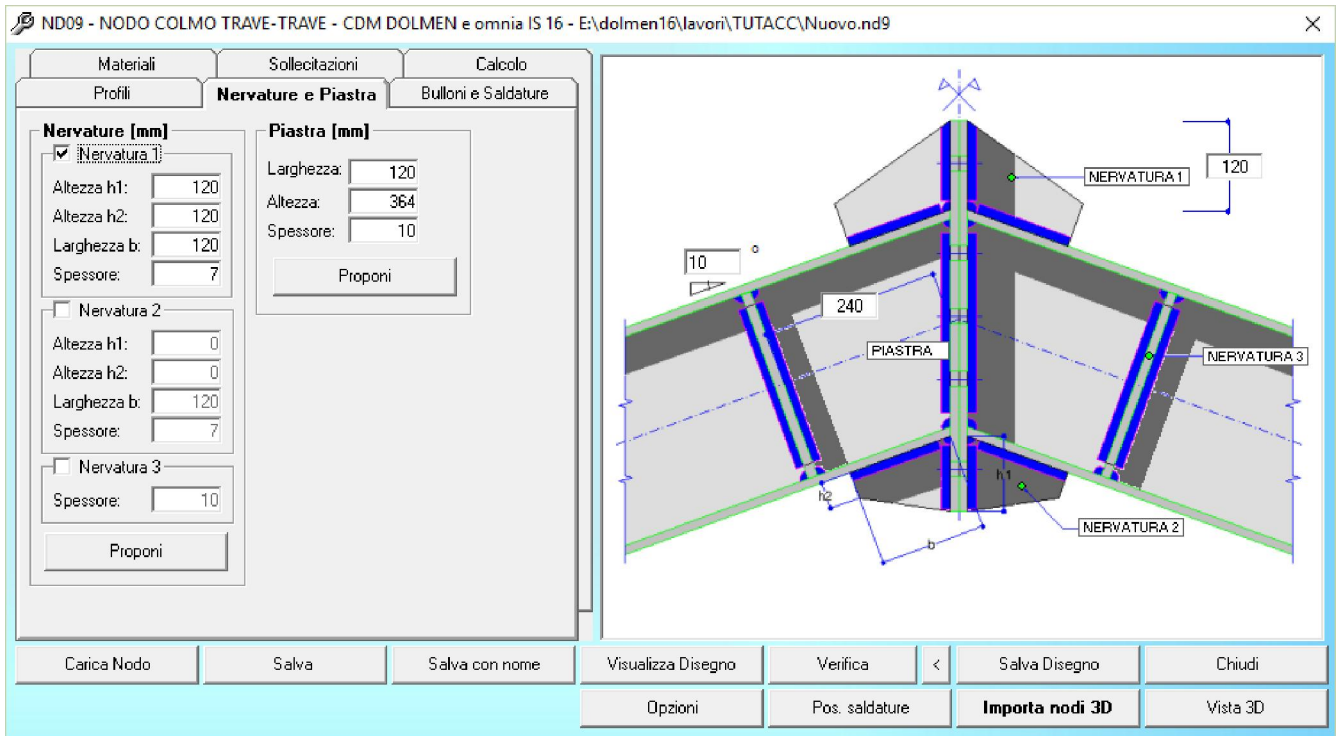 ND09 - NODO COLMO TRAVE-TRAVE - CDM DOLMEN e omnia IS 16 - E:\dolmen16\lavori\TUTACC\Nuovo.nd9
Materiali Sollecitazioni Calcolo
Profili Nervature e Piastra Bulloni e Saldature
Nervature [mm]
Nervatura 1
Altezza h1: 120
Altezza h2: 120
Larghezza b: 120
Spessore: 7
Nervatura 2
Altezza h1: 0
Altezza h2: 0
Larghezza b: 120
Spessore: 7
Nervatura 3
Spessore: 10
Proponi
Piastra [mm]
Larghezza: 120
Altezza: 364
Spessore: 10
Proponi
NERVATURA 1
120
10 °
240
PIASTRA
NERVATURA 3
h1
h2
b
NERVATURA 2
Carica Nodo Salva Salva con nome Visualizza Disegno Verifica < Salva Disegno Chiudi
Opzioni Pos. saldature Importa nodi 3D Vista 3D